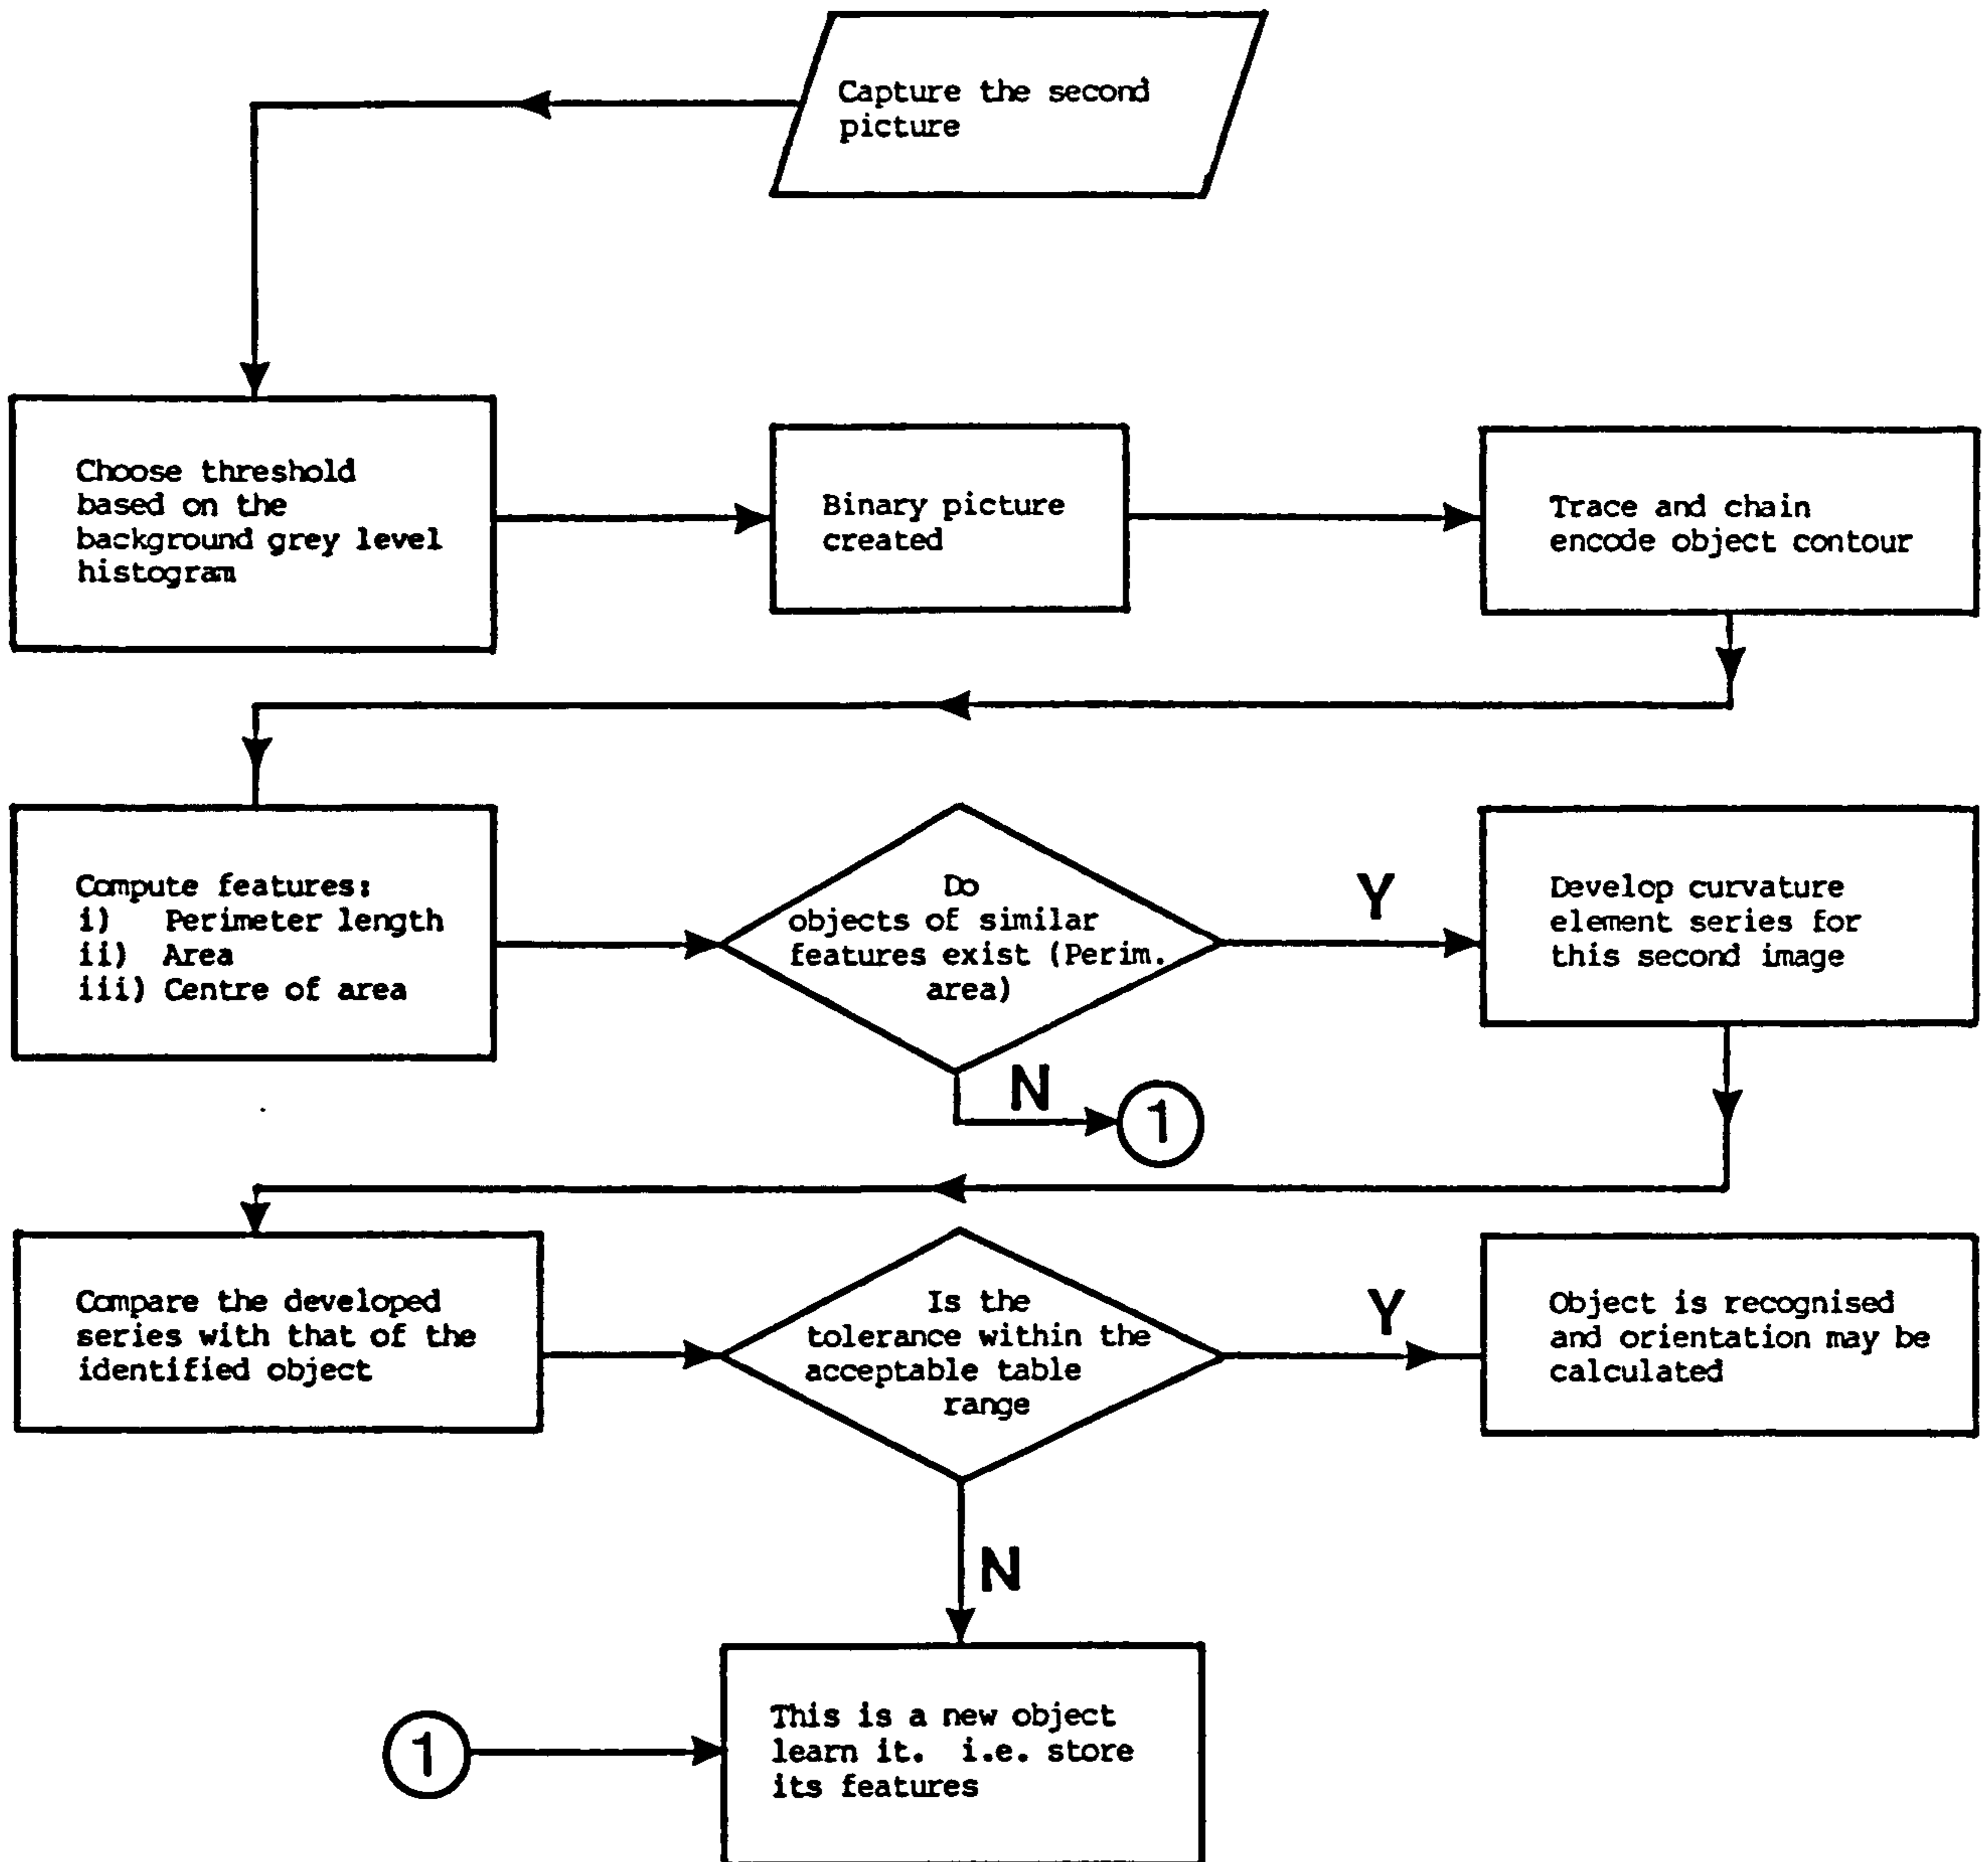 Capture the second
picture
Choose threshold
based on the
background grey level
histogram
Binary picture
created
Trace and chain
encode object contour
Compute features:
i) Perimeter length
ii) Area
iii) Centre of area
Do
objects of similar
features exist (Perim.
area)
Y
Develop curvature
element series for
this second image
N
1
Compare the developed
series with that of the
identified object
Is the
tolerance within the
acceptable table
range
Y
Object is recognised
and orientation may be
calculated
N
1
This is a new object
learn it. i.e. store
its features